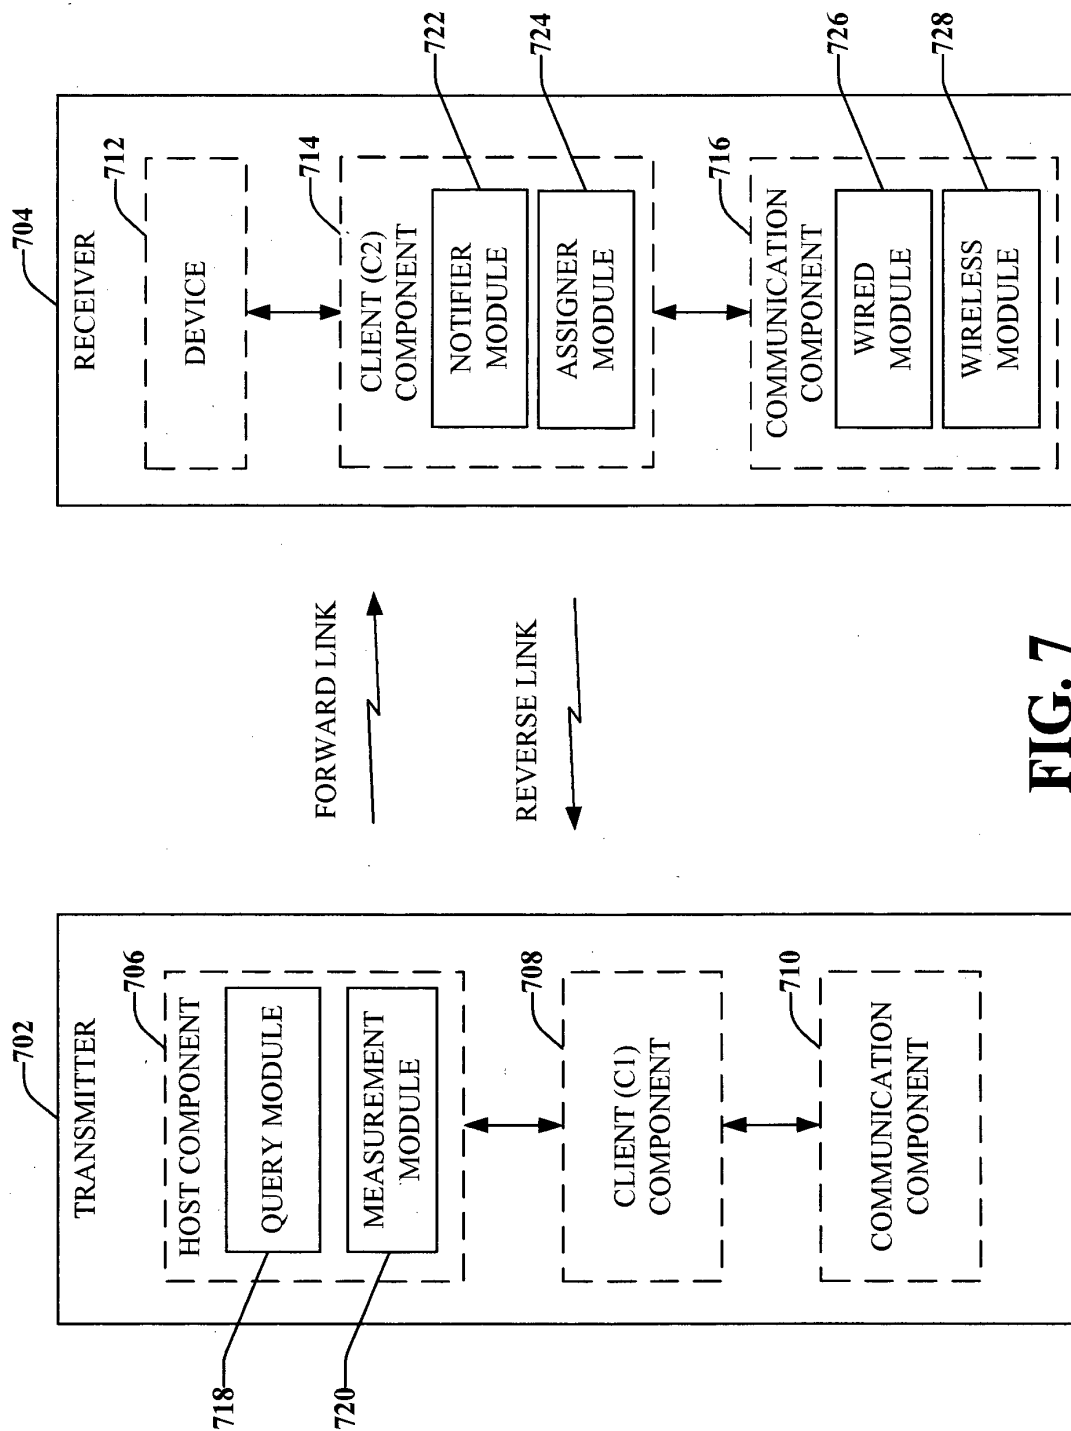 702
TRANSMITTER
706
HOST COMPONENT
QUERY MODULE
MEASUREMENT
MODULE
718
720
708
CLIENT (C1)
COMPONENT
710
COMMUNICATION
COMPONENT
FORWARD LINK
REVERSE LINK
704
RECEIVER
712
DEVICE
714
CLIENT (C2)
COMPONENT
NOTIFIER
MODULE
722
ASSIGNER
MODULE
724
716
COMMUNICATION
COMPONENT
WIRED
MODULE
726
WIRELESS
MODULE
728
FIG. 7